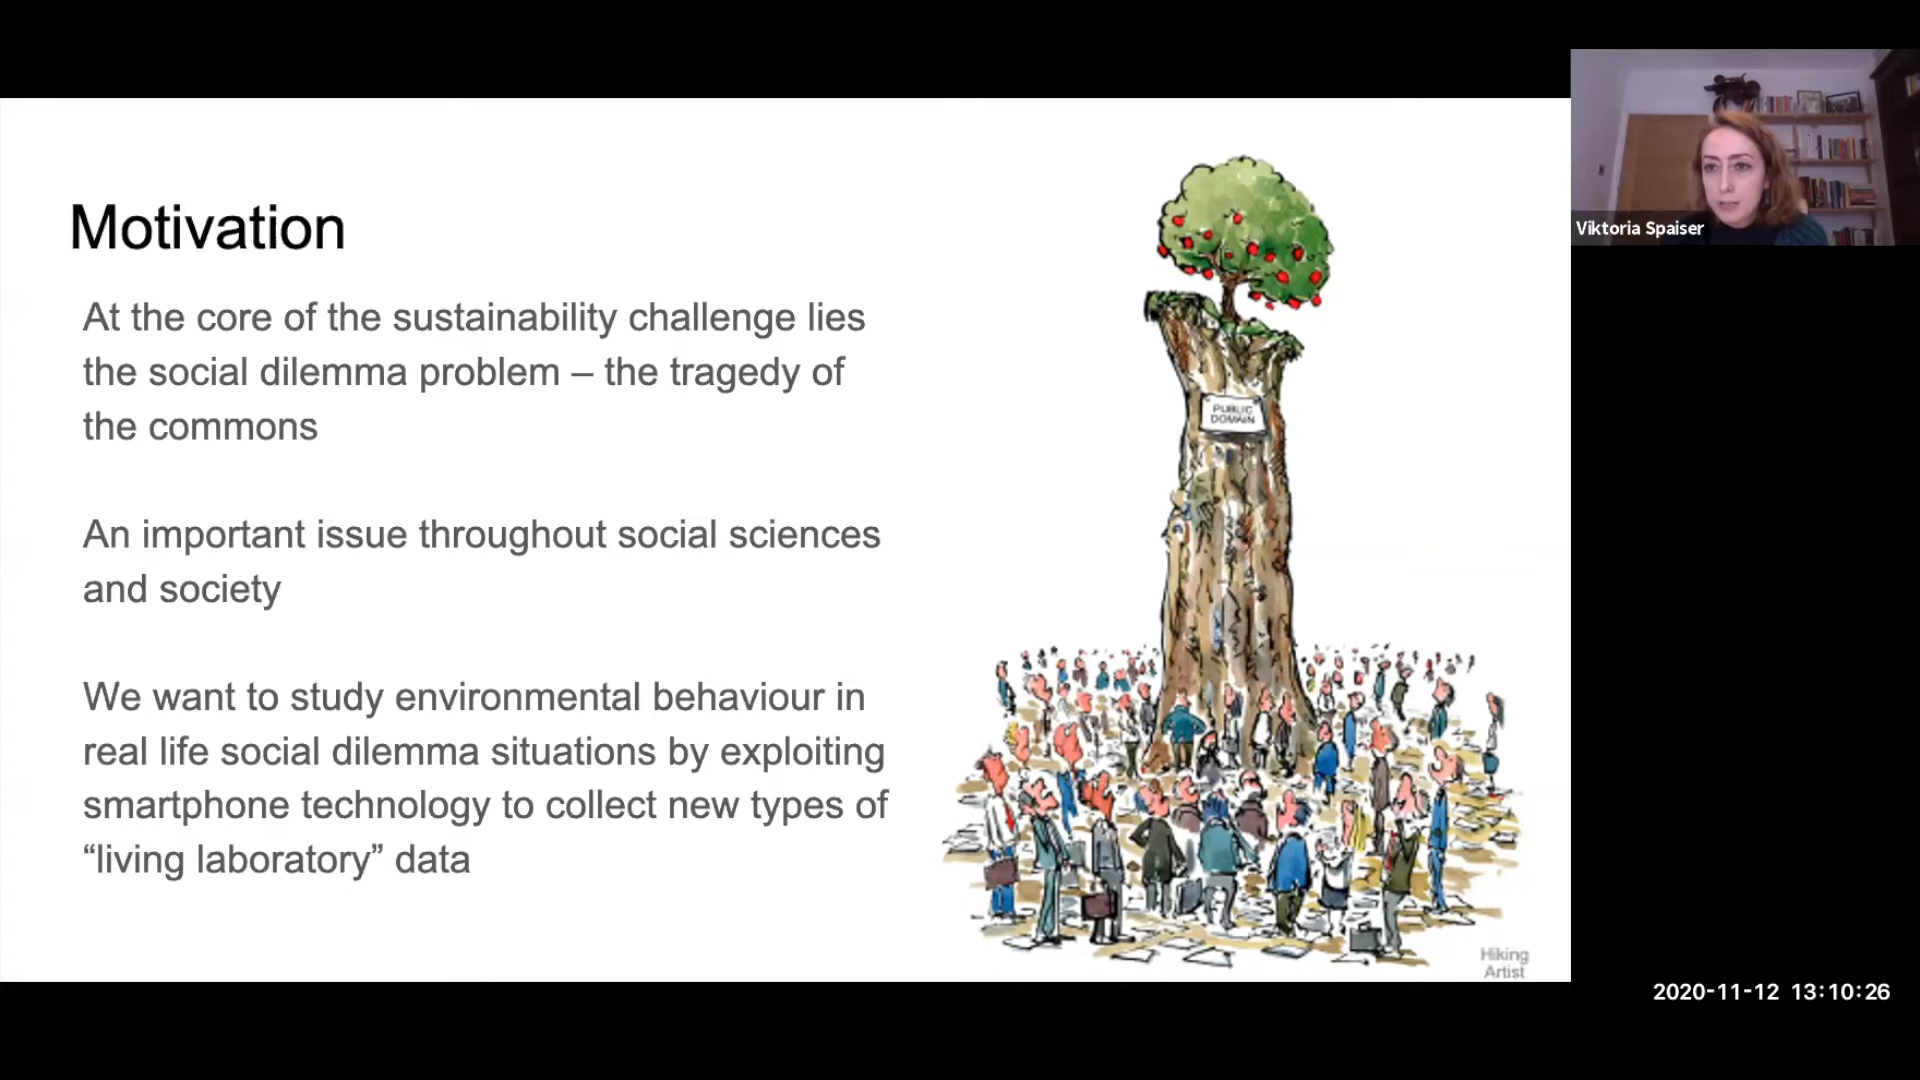 Motivation
At the core of the sustainability challenge lies
the social dilemma problem – the tragedy of
the commons
An important issue throughout social sciences
and society
We want to study environmental behaviour in
real life social dilemma situations by exploiting
smartphone technology to collect new types of
“living laboratory” data
PUBLIC
DOMAIN
Hiking
Artist
Viktoria Spaiser
2020-11-12 13:10:26